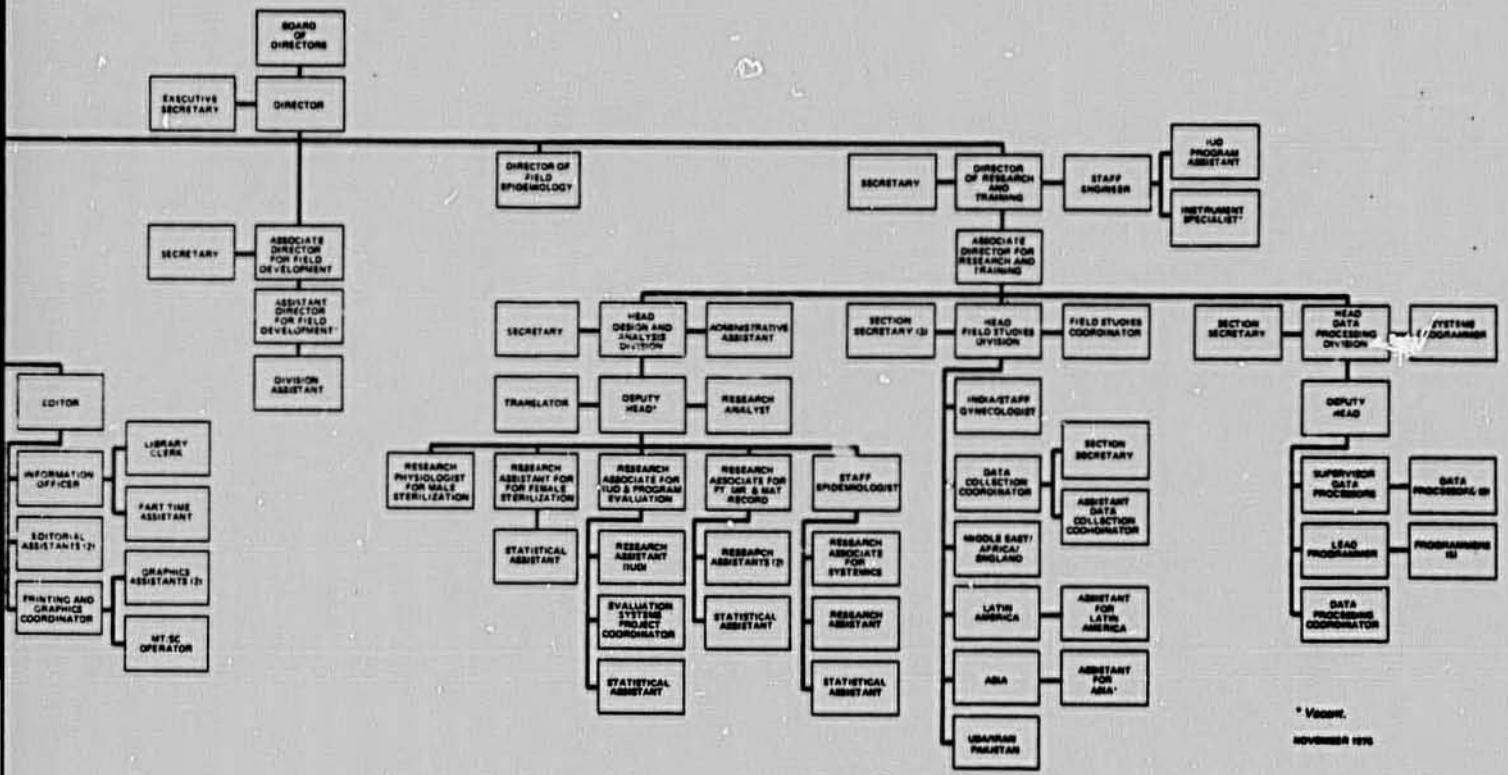 BOARD
OF
DIRECTORS
EXECUTIVE
SECRETARY
DIRECTOR
DIRECTOR OF
FIELD
EPIDEMIOLOGY
SECRETARY
DIRECTOR
OF RESEARCH
AND
TRAINING
STAFF
ENGINEER
IUD
PROGRAM
ASSISTANT
INSTRUMENT
SPECIALIST*
SECRETARY
ASSOCIATE
DIRECTOR
FOR FIELD
DEVELOPMENT
ASSOCIATE
DIRECTOR FOR
RESEARCH AND
TRAINING
ASSISTANT
DIRECTOR
FOR FIELD
DEVELOPMENT*
DIVISION
ASSISTANT
SECRETARY
HEAD
DESIGN AND
ANALYSIS
DIVISION
ADMINISTRATIVE
ASSISTANT
SECTION
SECRETARY (2)
HEAD
FIELD STUDIES
DIVISION
FIELD STUDIES
COORDINATOR
SECTION
SECRETARY
HEAD
DATA
PROCESSING
DIVISION
SYSTEMS
PROGRAMMER
EDITOR
LIBRARY
CLERK
INFORMATION
OFFICER
PART TIME
ASSISTANT
EDITORIAL
ASSISTANTS (2)
GRAPHICS
ASSISTANTS (2)
PRINTING AND
GRAPHICS
COORDINATOR
MT/SC
OPERATOR
TRANSLATOR
DEPUTY
HEAD*
RESEARCH
ANALYST
RESEARCH
PHYSIOLOGIST
FOR MALE
STERILIZATION
RESEARCH
ASSISTANT FOR
FOR FEMALE
STERILIZATION
RESEARCH
ASSOCIATE FOR
IUD & PROGRAM
EVALUATION
RESEARCH
ASSOCIATE FOR
PT MR & MAT
RECORD
STAFF
EPIDEMIOLOGIST
STATISTICAL
ASSISTANT
RESEARCH
ASSISTANT
(IUD)
EVALUATION
SYSTEMS
PROJECT
COORDINATOR
STATISTICAL
ASSISTANT
RESEARCH
ASSISTANTS (2)
STATISTICAL
ASSISTANT
RESEARCH
ASSOCIATE
FOR
SYSTEMICS
RESEARCH
ASSISTANT
STATISTICAL
ASSISTANT
INDIA/STAFF
GYNECOLOGIST
DATA
COLLECTION
COORDINATOR
SECTION
SECRETARY
ASSISTANT
DATA
COLLECTION
COORDINATOR
MIDDLE EAST/
AFRICA/
ENGLAND
LATIN
AMERICA
ASSISTANT
FOR
LATIN
AMERICA
ASIA
ASSISTANT
FOR
ASIA*
PAKISTAN
DEPUTY
HEAD
SUPERVISOR
DATA
PROCESSORS
DATA
PROCESSORS
LEAD
PROGRAMMER
PROGRAMMERS
DATA
PROCESSING
COORDINATOR
* Vacant.
NOVEMBER 1976